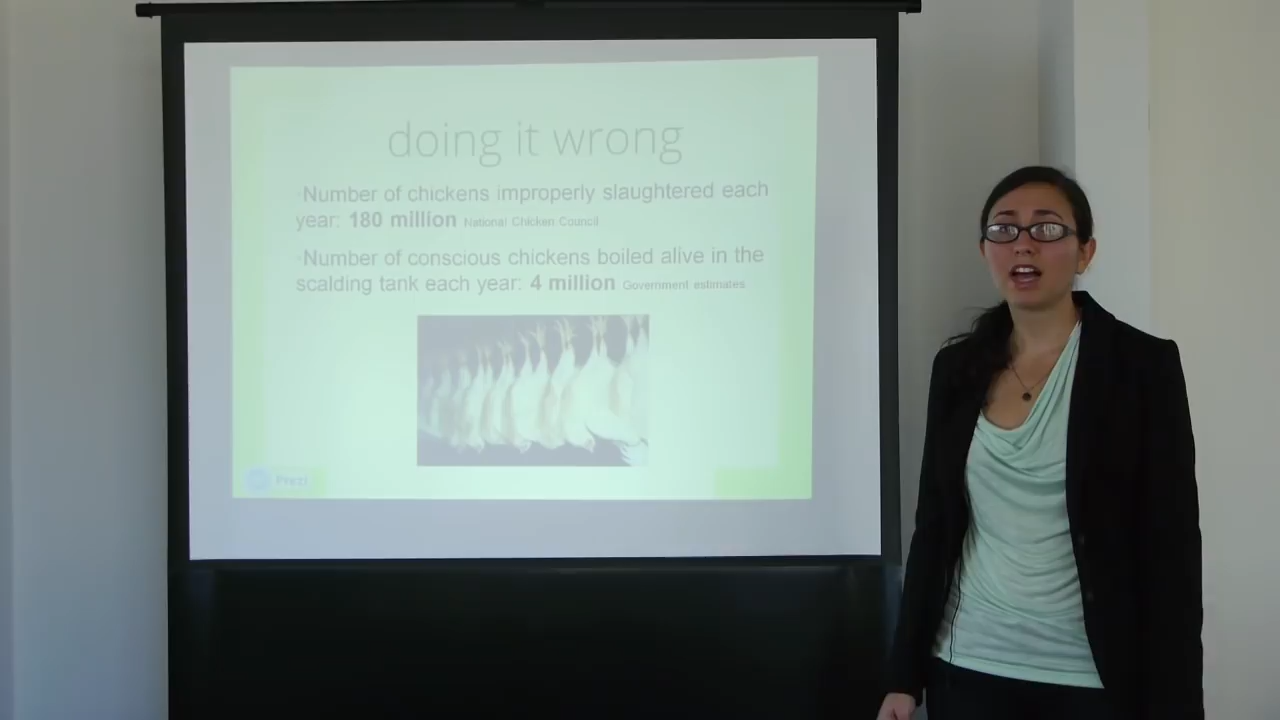 doing it wrong
Number of chickens improperly slaughtered each
year: 180 million National Chicken Council
Number of conscious chickens boiled alive in the
scalding tank each year: 4 million Government estimates
Prezi